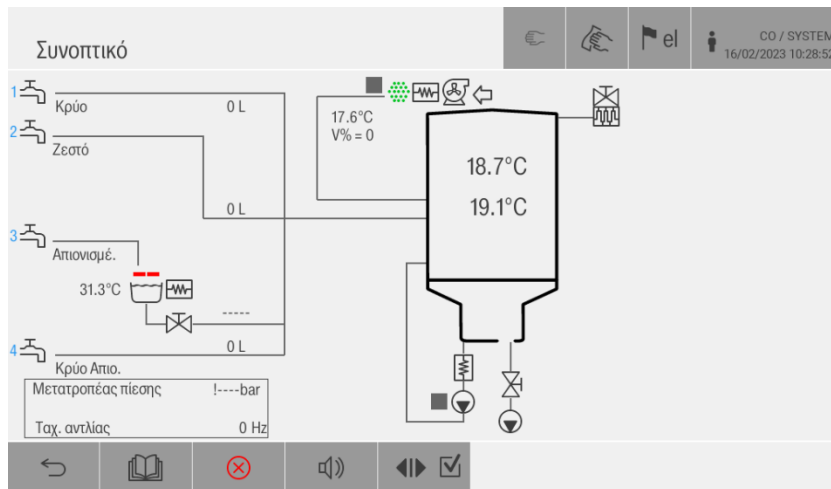 Συνοπτικό
el
CO / SYSTEM
16/02/2023 10:28:52
1
Κρύο
0 L
2
Ζεστό
0 L
17.6°C
V% = 0
18.7°C
19.1°C
3
Απιονισμέ.
31.3°C
-----
4
0 L
Κρύο Απιο.
Μετατροπέας πίεσης !----bar
Ταχ. αντλίας 0 Hz